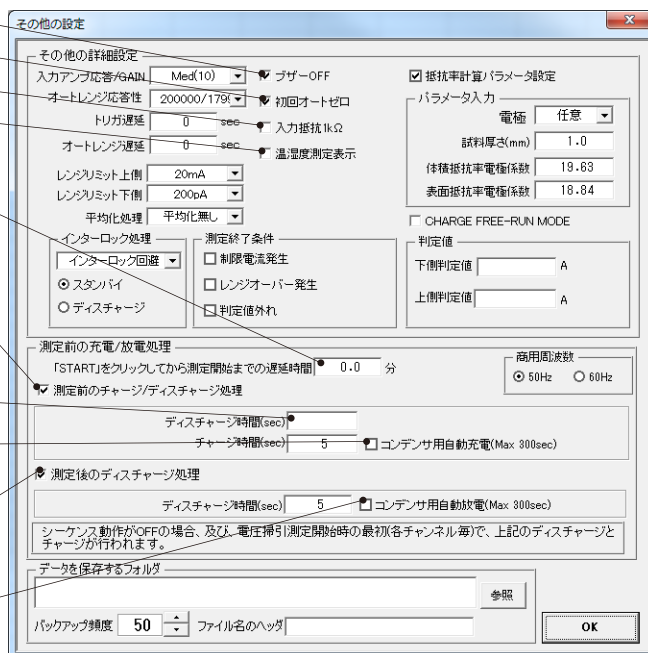 その他の設定
その他の詳細設定
入力アンプ応答/GAIN Med(10) ブザーOFF 抵抗率計算パラメータ設定
オートレンジ応答性 200000/179 初回オートゼロ パラメータ入力
トリガ遅延 0 sec 入力抵抗1kΩ 電極 任意
オートレンジ遅延 0 sec 温湿度測定表示 試料厚さ(mm) 1.0
レンジリミット上側 20mA 体積抵抗率電極係数 19.63
レンジリミット下側 200pA 表面抵抗率電極係数 18.84
平均化処理 平均化無し CHARGE FREE-RUN MODE
インターロック処理 測定終了条件 判定値
インターロック回避 制限電流発生 下側判定値 A
スタンバイ レンジオーバー発生
ディスチャージ 判定値外れ 上側判定値 A
測定前の充電/放電処理
「START」をクリックしてから測定開始までの遅延時間 0.0 分 商用周波数
測定前のチャージ/ディスチャージ処理 50Hz 60Hz
ディスチャージ時間(sec)
チャージ時間(sec) 5 コンデンサ用自動充電(Max 300sec)
測定後のディスチャージ処理
ディスチャージ時間(sec) 5 コンデンサ用自動放電(Max 300sec)
シーケンス動作がOFFの場合、及び、電圧掃引測定開始時の最初(各チャンネル毎)で、上記のディスチャージと
チャージが行われます。
データを保存するフォルダ
参照
バックアップ頻度 50 ファイル名のヘッダ OK